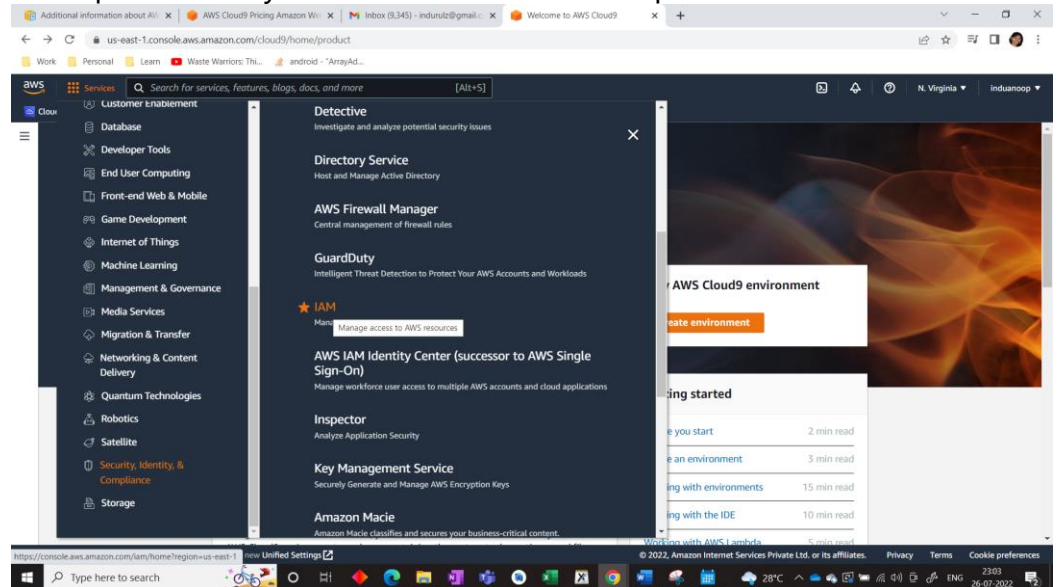 Additional information about AW
AWS Cloud9 Pricing Amazon We
Inbox (9,345) - indurulz@gmail.c
Welcome to AWS Cloud9
us-east-1.console.aws.amazon.com/cloud9/home/product
Work
Personal
Learn
Waste Warriors: Thi...
android - "ArrayAd...
aws
Services
Search for services, features, blogs, docs, and more
[Alt+S]
N. Virginia ▼
induanoop ▼
Clou
Customer Enablement
Database
Developer Tools
End User Computing
Front-end Web & Mobile
Game Development
Internet of Things
Machine Learning
Management & Governance
Media Services
Migration & Transfer
Networking & Content
Delivery
Quantum Technologies
Robotics
Satellite
Security, Identity, &
Compliance
Storage
Detective
Investigate and analyze potential security issues
Directory Service
Host and Manage Active Directory
AWS Firewall Manager
Central management of firewall rules
GuardDuty
Intelligent Threat Detection to Protect Your AWS Accounts and Workloads
IAM
Mana
Manage access to AWS resources
AWS IAM Identity Center (successor to AWS Single
Sign-On)
Manage workforce user access to multiple AWS accounts and cloud applications
Inspector
Analyze Application Security
Key Management Service
Securely Generate and Manage AWS Encryption Keys
Amazon Macie
Amazon Macie classifies and secures your business-critical content.
AWS Cloud9 environment
eate environment
ing started
e you start
2 min read
e an environment
3 min read
ing with environments
15 min read
ing with the IDE
10 min read
Working with AWS Lambda
5 min read
https://console.aws.amazon.com/iam/home?region=us-east-1
new Unified Settings
© 2022, Amazon Internet Services Private Ltd. or its affiliates.
Privacy
Terms
Cookie preferences
Type here to search
28°C
ENG
23:03
26-07-2022